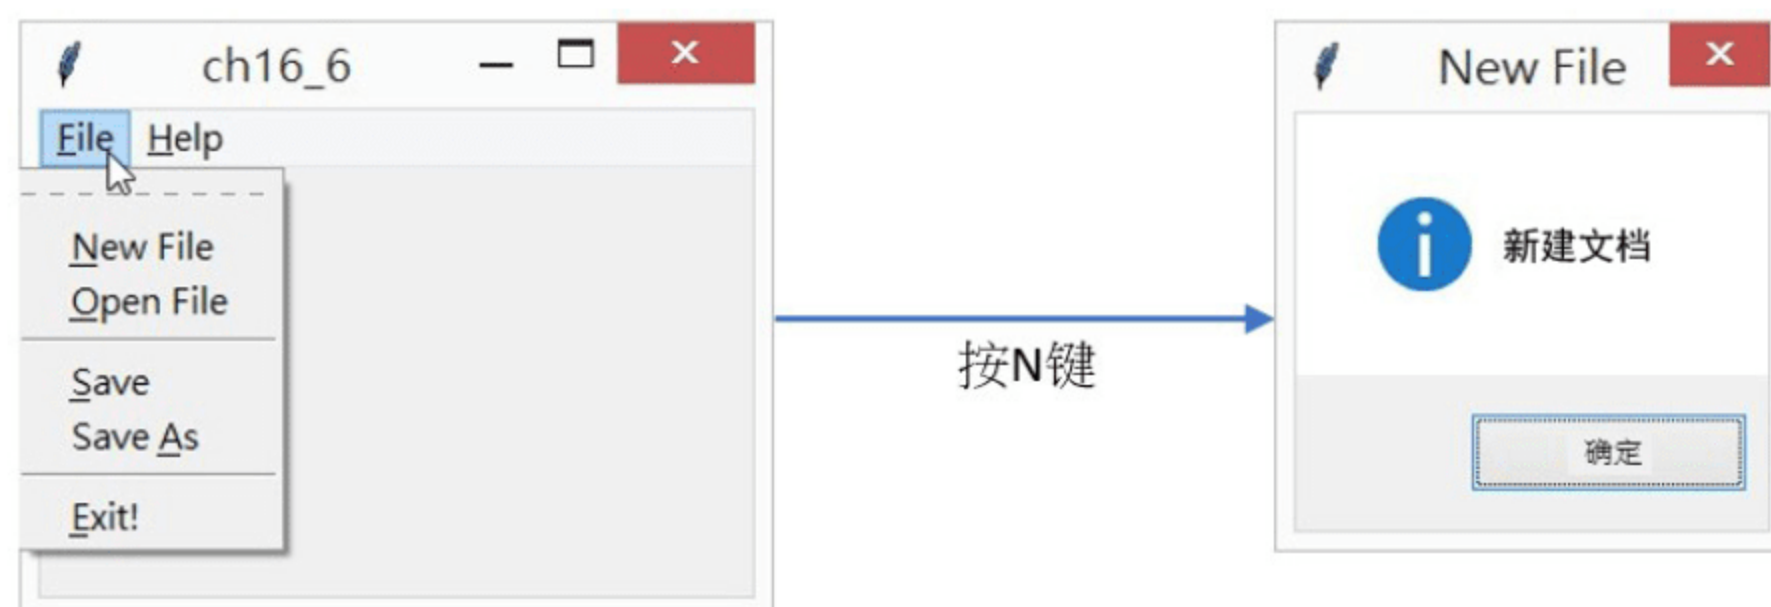 ch16_6
File Help
New File
Open File
Save
Save As
Exit!
按N键
New File
新建文档
确定